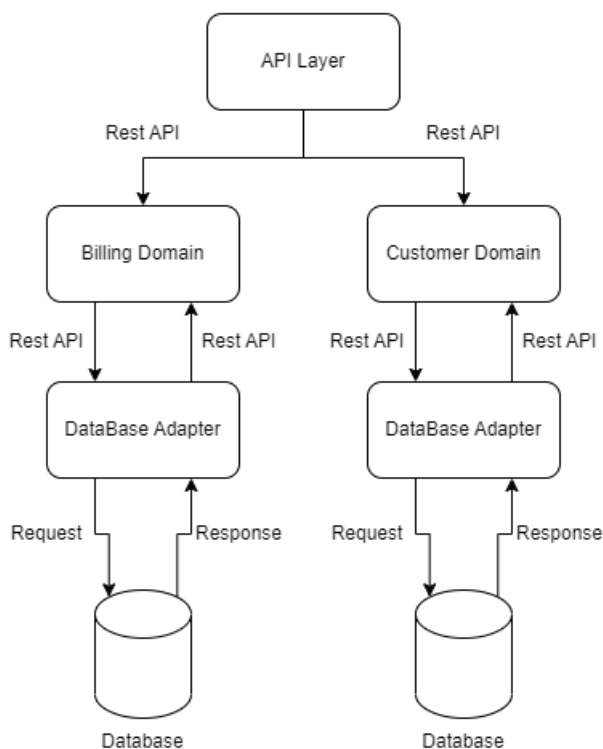 API Layer
Rest API
Rest API
Billing Domain
Customer Domain
Rest API
Rest API
Rest API
Rest API
DataBase Adapter
DataBase Adapter
Request
Response
Request
Response
Database
Database